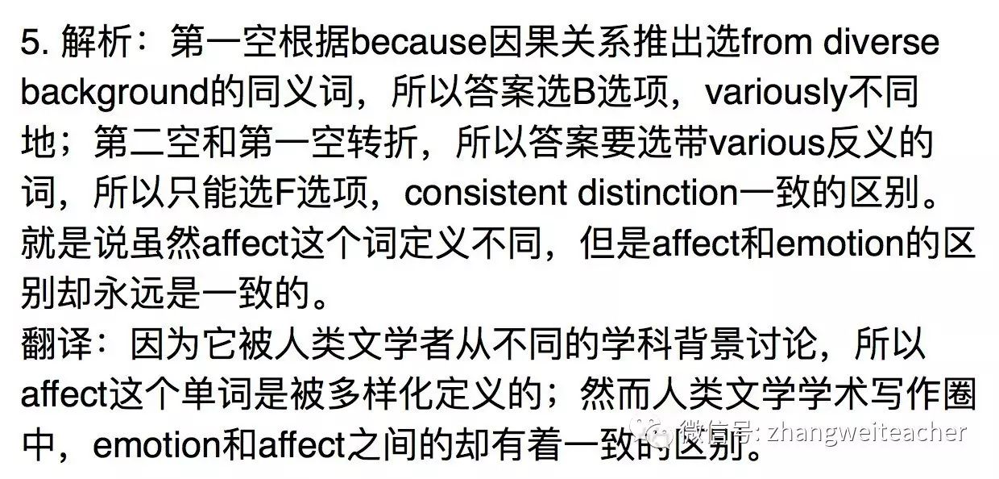 5. 解析：第一空根据because因果关系推出选from diverse
background的同义词，所以答案选B选项，variously不同
地；第二空和第一空转折，所以答案要选带various反义的
词，所以只能选F选项，consistent distinction一致的区别。
就是说虽然affect这个词定义不同，但是affect和emotion的区
别却永远是一致的。
翻译：因为它被人类文学者从不同的学科背景讨论，所以
affect这个单词是被多样化定义的；然而人类文学学术写作圈
中，emotion和affect之间的却有着一致的区别。
微信号: zhangweiteacher